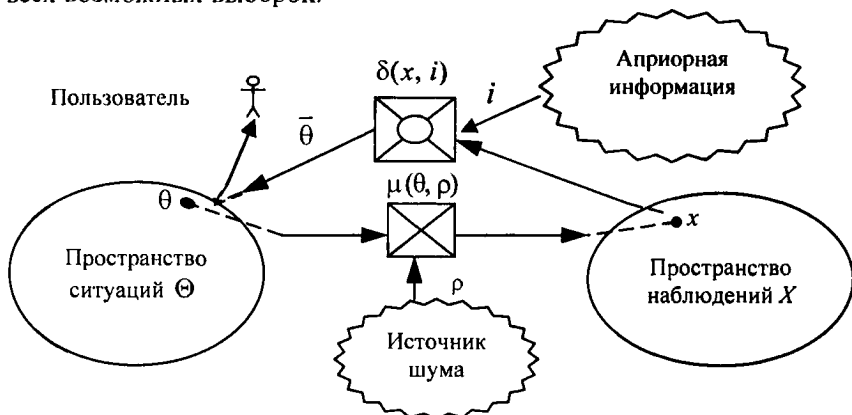 всех возможных выборок.
δ(x, i)
Априорная
информация
Пользователь
i
θ̄
μ(θ, ρ)
θ
x
Пространство
ситуаций Θ
Пространство
наблюдений X
ρ
Источник
шума